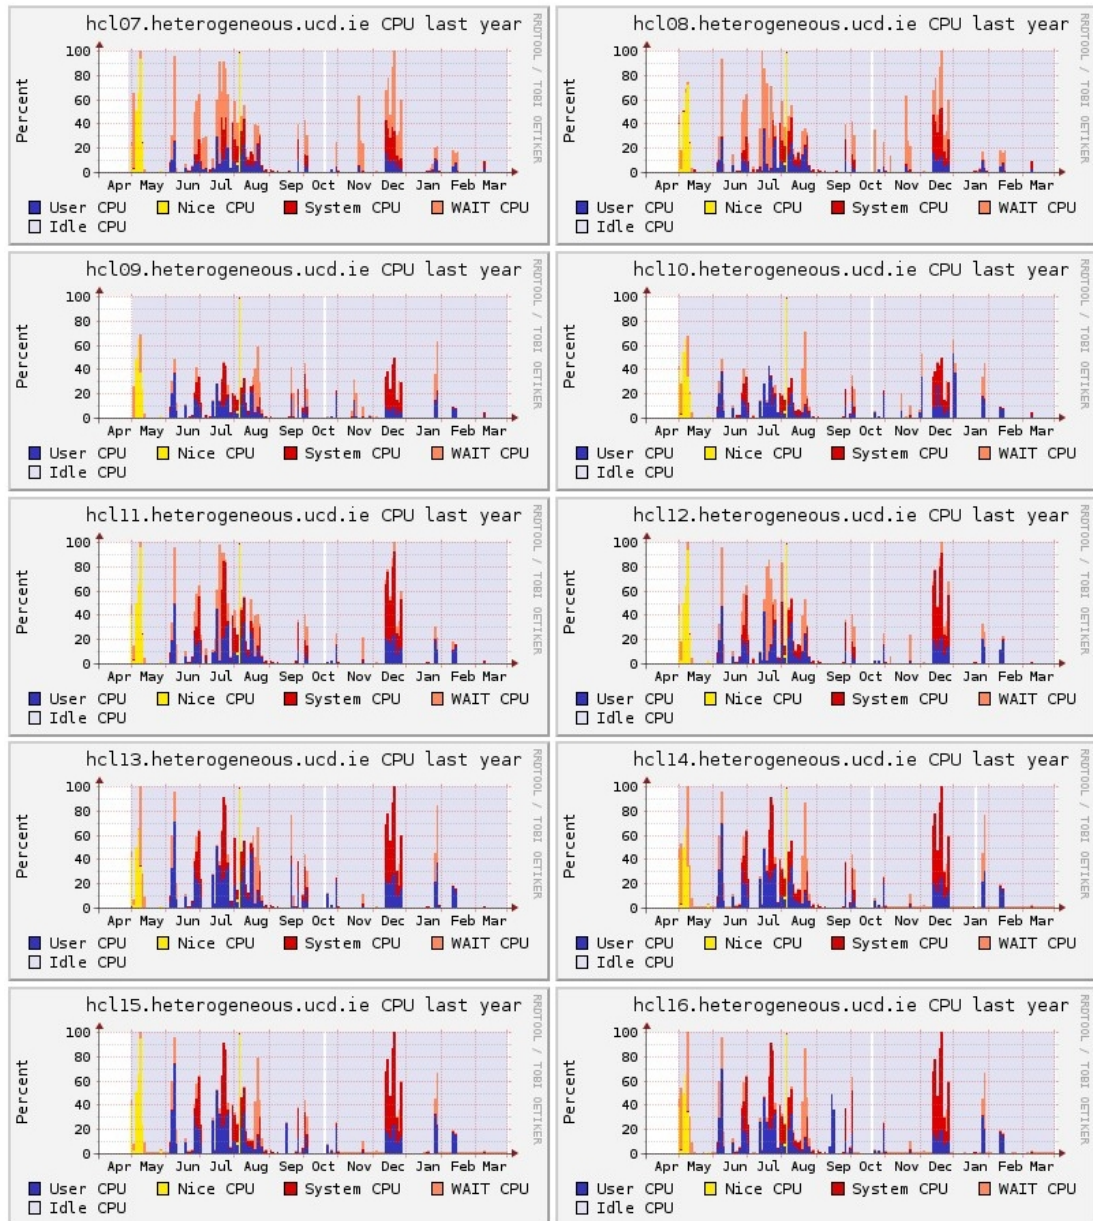 hcl07.heterogeneous.ucd.ie CPU last year
RRDTOOL / TOBI OETIKER
Percent
100
80
60
40
20
0
Apr May Jun Jul Aug Sep Oct Nov Dec Jan Feb Mar
User CPU Nice CPU System CPU WAIT CPU
Idle CPU
hcl08.heterogeneous.ucd.ie CPU last year
RRDTOOL / TOBI OETIKER
Percent
100
80
60
40
20
0
Apr May Jun Jul Aug Sep Oct Nov Dec Jan Feb Mar
User CPU Nice CPU System CPU WAIT CPU
Idle CPU
hcl09.heterogeneous.ucd.ie CPU last year
RRDTOOL / TOBI OETIKER
Percent
100
80
60
40
20
0
Apr May Jun Jul Aug Sep Oct Nov Dec Jan Feb Mar
User CPU Nice CPU System CPU WAIT CPU
Idle CPU
hcl10.heterogeneous.ucd.ie CPU last year
RRDTOOL / TOBI OETIKER
Percent
100
80
60
40
20
0
Apr May Jun Jul Aug Sep Oct Nov Dec Jan Feb Mar
User CPU Nice CPU System CPU WAIT CPU
Idle CPU
hcl11.heterogeneous.ucd.ie CPU last year
RRDTOOL / TOBI OETIKER
Percent
100
80
60
40
20
0
Apr May Jun Jul Aug Sep Oct Nov Dec Jan Feb Mar
User CPU Nice CPU System CPU WAIT CPU
Idle CPU
hcl12.heterogeneous.ucd.ie CPU last year
RRDTOOL / TOBI OETIKER
Percent
100
80
60
40
20
0
Apr May Jun Jul Aug Sep Oct Nov Dec Jan Feb Mar
User CPU Nice CPU System CPU WAIT CPU
Idle CPU
hcl13.heterogeneous.ucd.ie CPU last year
RRDTOOL / TOBI OETIKER
Percent
100
80
60
40
20
0
Apr May Jun Jul Aug Sep Oct Nov Dec Jan Feb Mar
User CPU Nice CPU System CPU WAIT CPU
Idle CPU
hcl14.heterogeneous.ucd.ie CPU last year
RRDTOOL / TOBI OETIKER
Percent
100
80
60
40
20
0
Apr May Jun Jul Aug Sep Oct Nov Dec Jan Feb Mar
User CPU Nice CPU System CPU WAIT CPU
Idle CPU
hcl15.heterogeneous.ucd.ie CPU last year
RRDTOOL / TOBI OETIKER
Percent
100
80
60
40
20
0
Apr May Jun Jul Aug Sep Oct Nov Dec Jan Feb Mar
User CPU Nice CPU System CPU WAIT CPU
Idle CPU
hcl16.heterogeneous.ucd.ie CPU last year
RRDTOOL / TOBI OETIKER
Percent
100
80
60
40
20
0
Apr May Jun Jul Aug Sep Oct Nov Dec Jan Feb Mar
User CPU Nice CPU System CPU WAIT CPU
Idle CPU